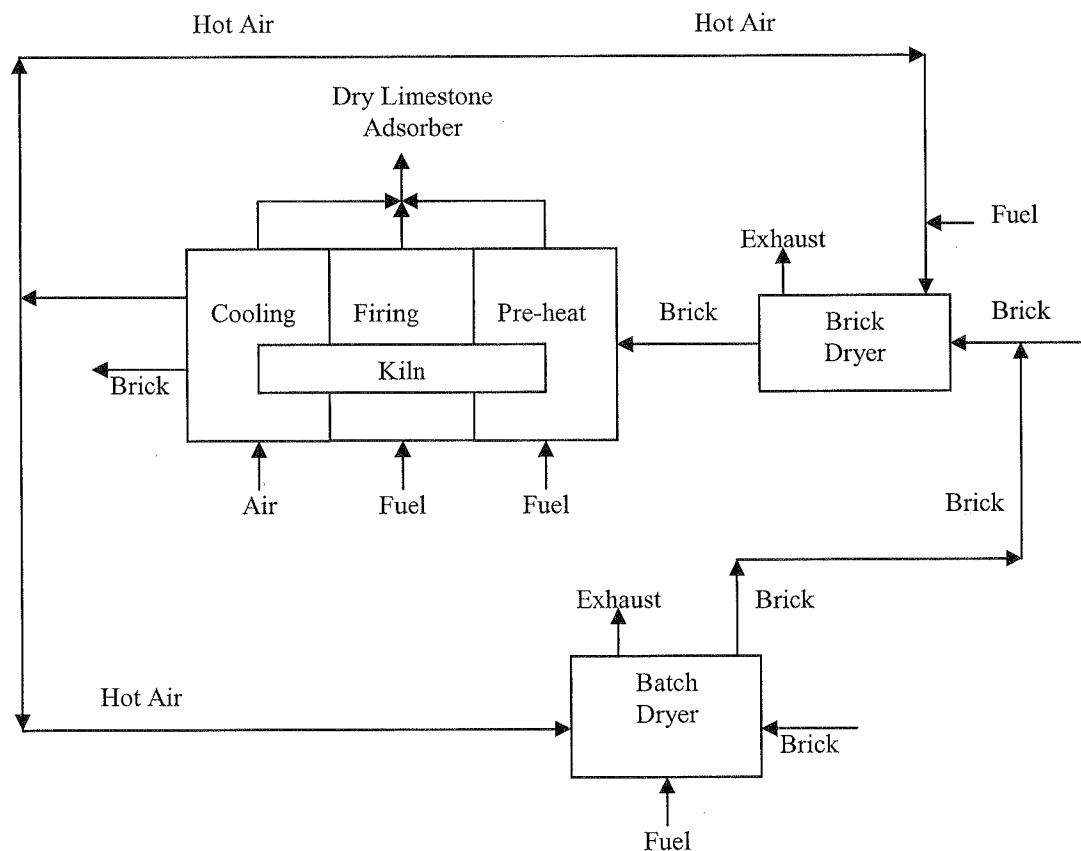 Hot Air
Hot Air
Dry Limestone
Adsorber
Fuel
Exhaust
Cooling
Firing
Pre-heat
Brick
Brick
Dryer
Brick
Kiln
Brick
Air
Fuel
Fuel
Brick
Exhaust
Brick
Batch
Dryer
Hot Air
Brick
Fuel